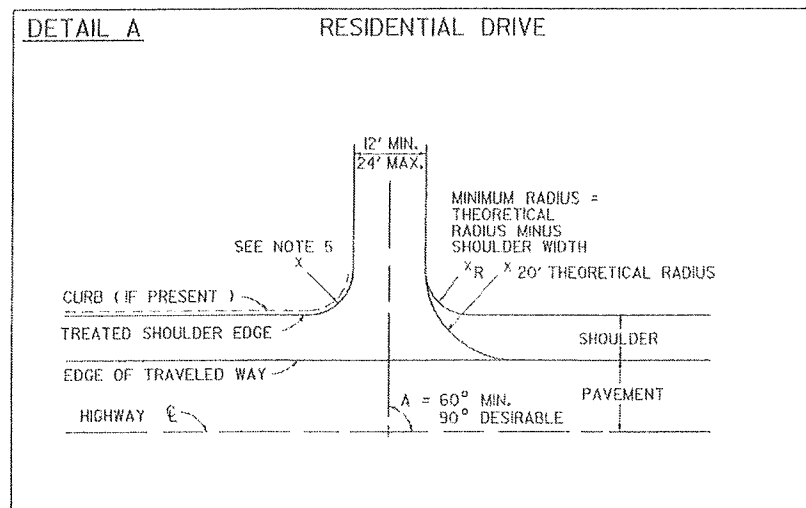 DETAIL A
RESIDENTIAL DRIVE
12' MIN.
24' MAX.
MINIMUM RADIUS =
THEORETICAL
RADIUS MINUS
SHOULDER WIDTH
SEE NOTE 5
X
X R
X 20' THEORETICAL RADIUS
CURB ( IF PRESENT )
TREATED SHOULDER EDGE
SHOULDER
EDGE OF TRAVELED WAY
PAVEMENT
A = 60° MIN.
90° DESIRABLE
HIGHWAY ℄